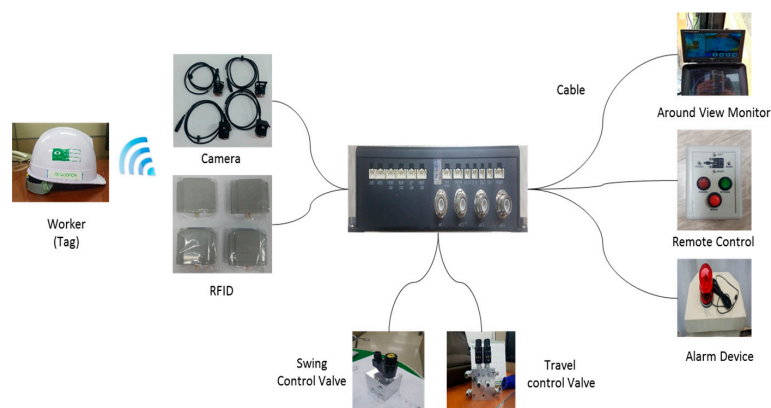 Cable
Around View Monitor
Camera
Worker
(Tag)
Remote Control
RFID
Swing
Control Valve
Travel
control Valve
Alarm Device